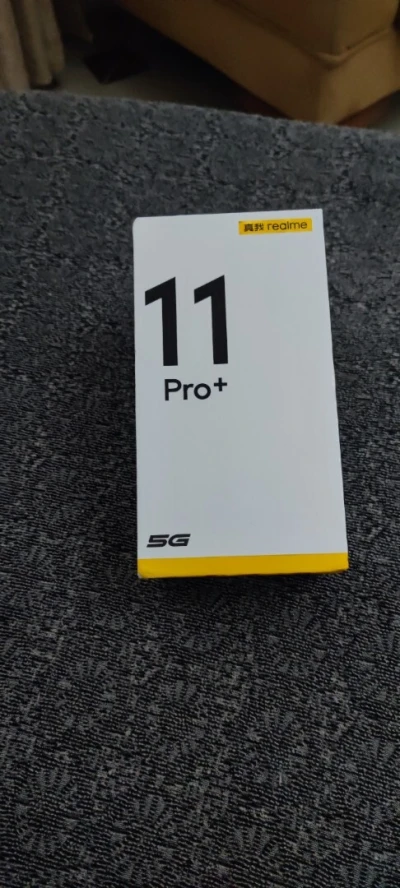 真我 realme
11
Pro+
5G